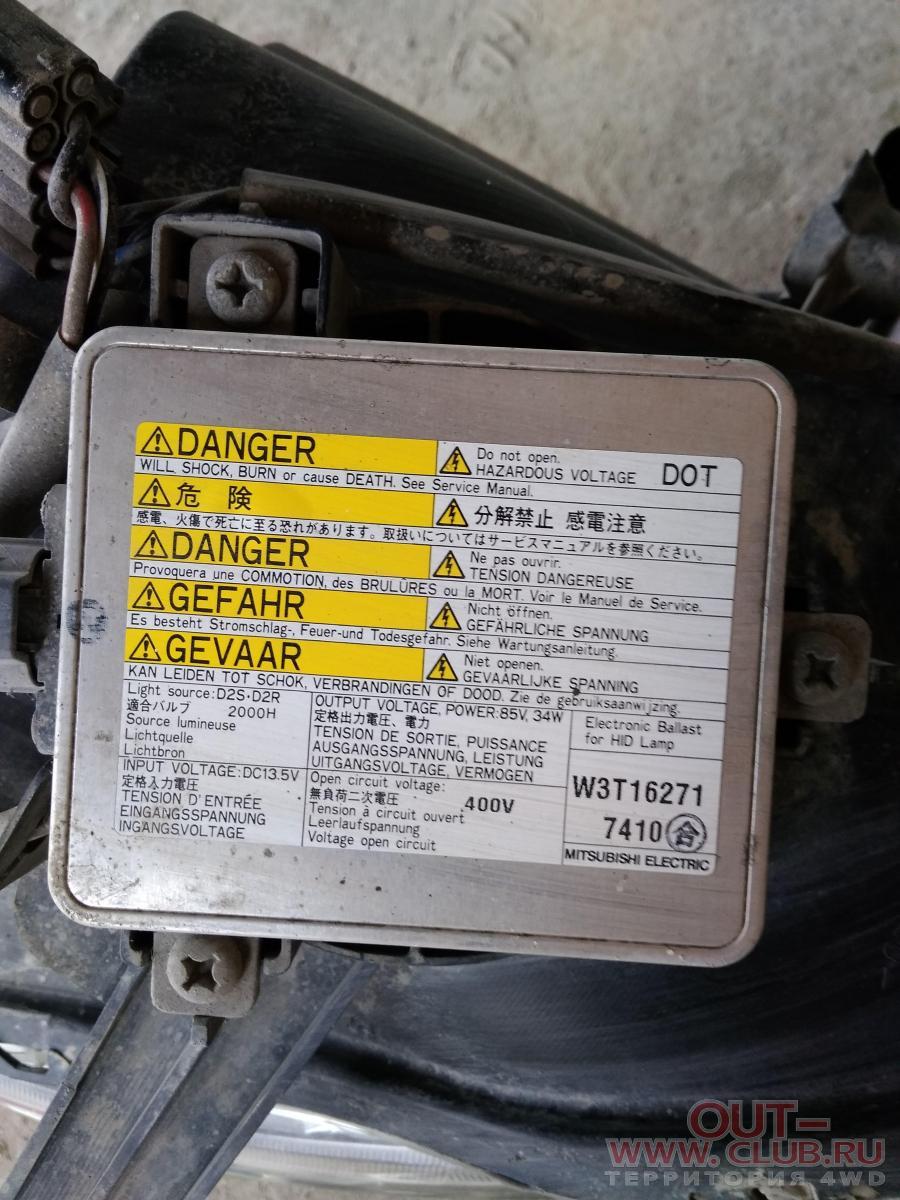 DANGER
Do not open.
HAZARDOUS VOLTAGE
DOT
WILL SHOCK, BURN or cause DEATH. See Service Manual.
危 険
分解禁止 感電注意
感電、火傷で死亡に至る恐れがあります。取扱いについてはサービスマニュアルを参照ください。
DANGER
Ne pas ouvrir.
TENSION DANGEREUSE
Provoquera une COMMOTION, des BRULÛRES ou la MORT. Voir le Manuel de Service.
GEFAHR
Nicht öffnen.
GEFÄHRLICHE SPANNUNG
Es besteht Stromschlag-, Feuer-und Todesgefahr. Siehe Wartungsanleitung.
GEVAAR
Niet openen.
GEVAARLIJKE SPANNING
KAN LEIDEN TOT SCHOK, VERBRANDINGEN OF DOOD. Zie de gebruiksaanwijzing.
Light source:D2S·D2R
適合バルブ 2000H
Source lumineuse
Lichtquelle
Lichtbron
INPUT VOLTAGE:DC13.5V
定格入力電圧
TENSION D'ENTRÉE
EINGANGSSPANNUNG
INGANGSVOLTAGE
OUTPUT VOLTAGE, POWER:85V, 34W
定格出力電圧、電力
TENSION DE SORTIE, PUISSANCE
AUSGANGSSPANNUNG, LEISTUNG
UITGANGSVOLTAGE, VERMOGEN
Open circuit voltage:
無負荷二次電圧 400V
Tension à circuit ouvert
Leerlaufspannung
Voltage open circuit
Electronic Ballast
for HID Lamp
W3T16271
7410 合
MITSUBISHI ELECTRIC
OUT-
WWW.CLUB.RU
ТЕРРИТОРИЯ 4WD